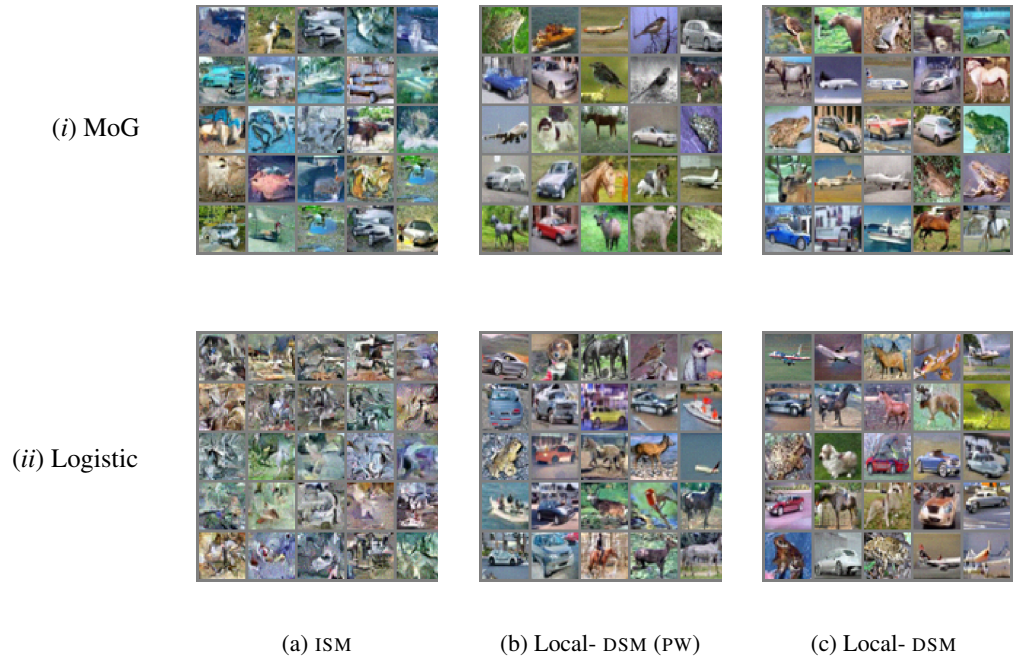 (i) MoG
(ii) Logistic
(a) ISM
(b) Local- DSM (PW)
(c) Local- DSM